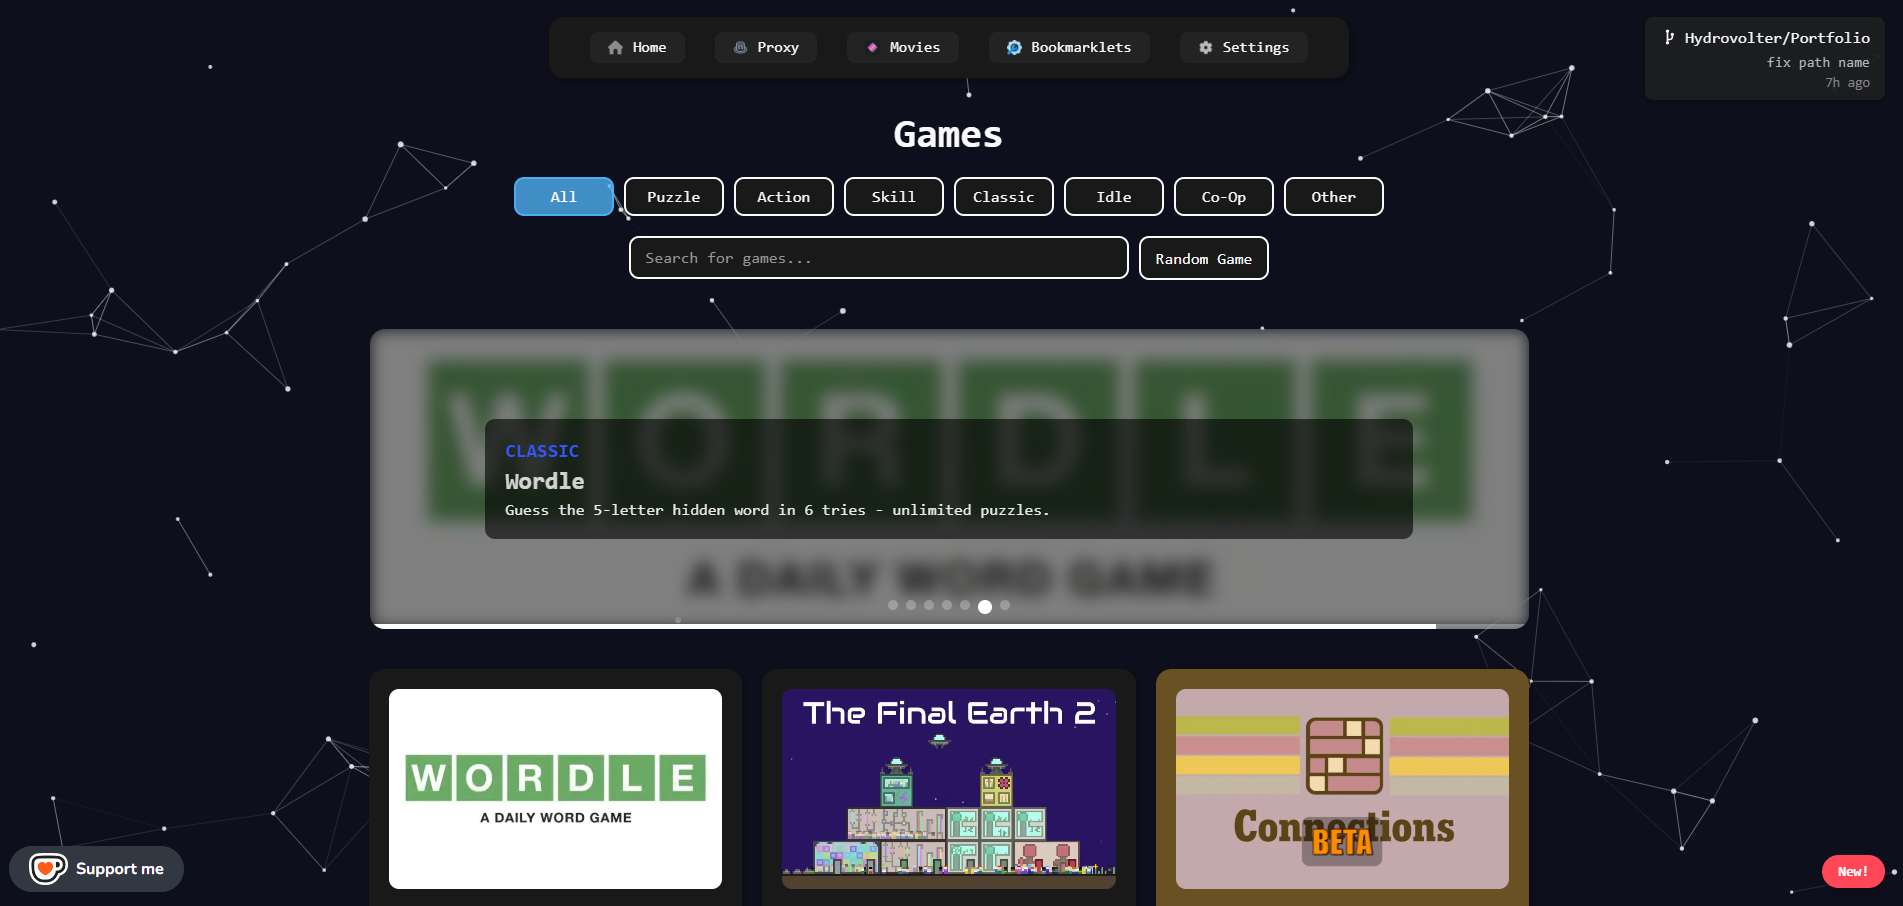 Home
Proxy
Movies
Bookmarklets
Settings
Hydrovolter/Portfolio
fix path name
7h ago
Games
All
Puzzle
Action
Skill
Classic
Idle
Co-Op
Other
Search for games...
Random Game
WORDLE
CLASSIC
Wordle
Guess the 5-letter hidden word in 6 tries - unlimited puzzles.
A DAILY WORD GAME
WORDLE
A DAILY WORD GAME
The Final Earth 2
Connections
BETA
Support me
New!